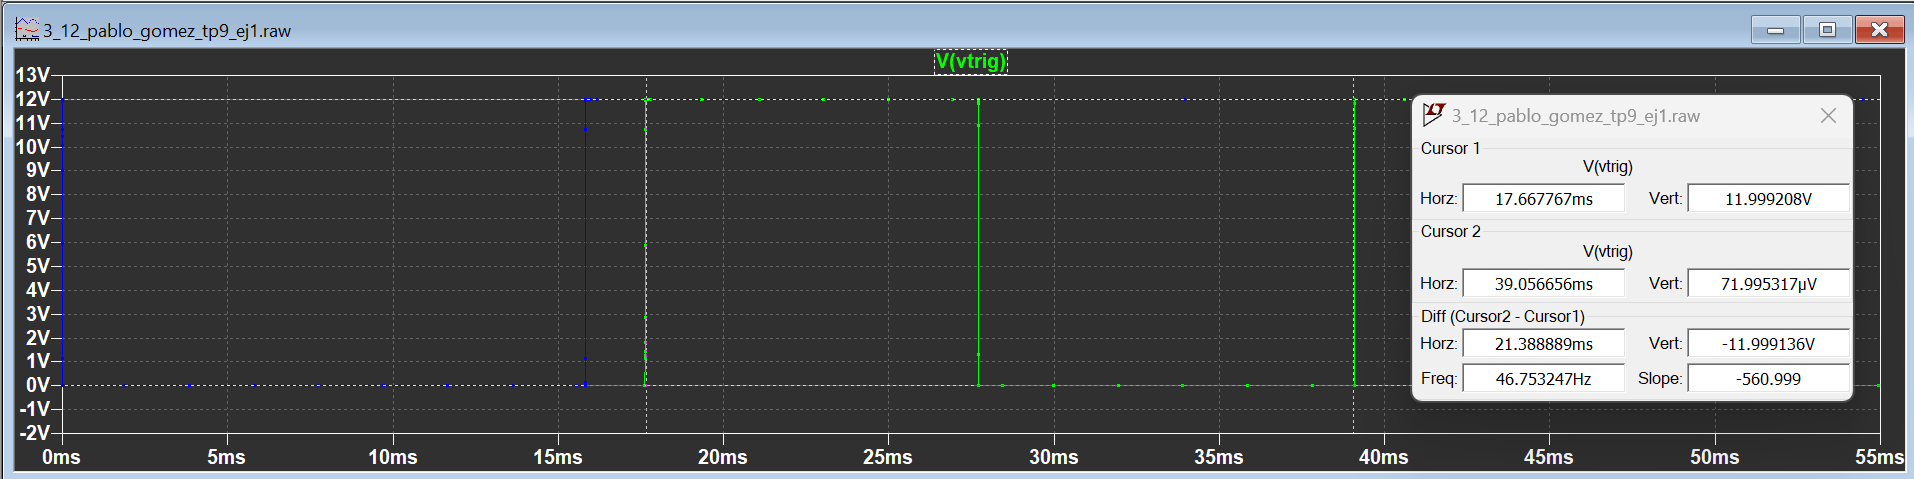 3_12_pablo_gomez_tp9_ej1.raw
V(vtrig)
13V
12V
11V
10V
9V
8V
7V
6V
5V
4V
3V
2V
1V
0V
-1V
-2V
0ms 5ms 10ms 15ms 20ms 25ms 30ms 35ms 40ms 45ms 50ms 55ms
3_12_pablo_gomez_tp9_ej1.raw
Cursor 1
V(vtrig)
Horz: 17.667767ms Vert: 11.999208V
Cursor 2
V(vtrig)
Horz: 39.056656ms Vert: 71.995317µV
Diff (Cursor2 - Cursor1)
Horz: 21.388889ms Vert: -11.999136V
Freq: 46.753247Hz Slope: -560.999